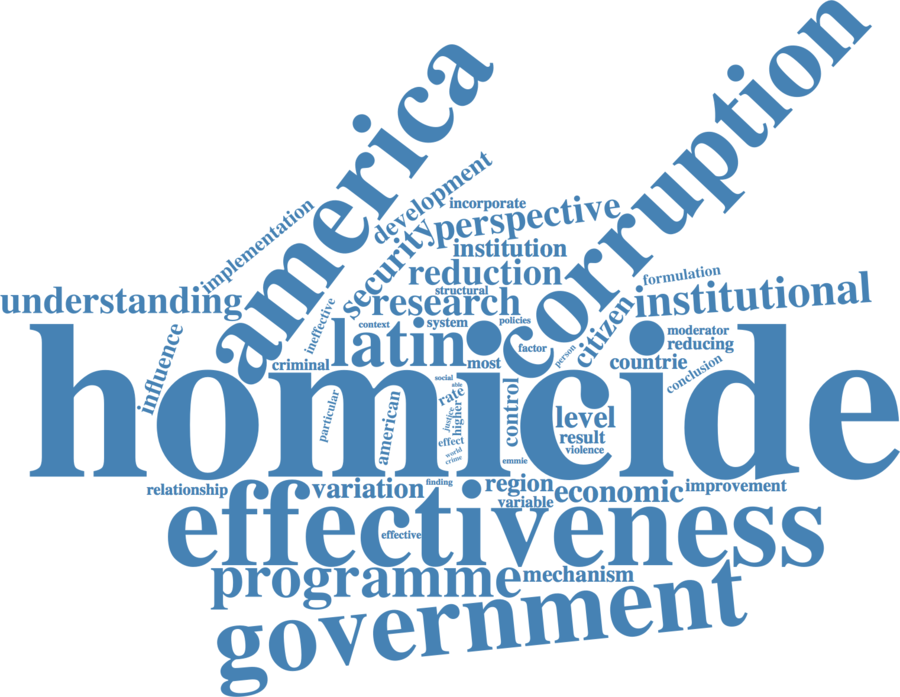 america
corruption
development
incorporate
perspective
implementation
security
institution
reduction
formulation
understanding
structural
research
institutional
ineffective
context
system
policies
citizen
influence
latin
factor
person
moderator
reducing
criminal
most
countrie
conclusion
homicide
social
able
rate
particular
american
justice
higher
control
level
effect
result
world
violence
crime
emmie
relationship
variation
finding
region
economic
improvement
variable
effectiveness
effective
programme
mechanism
government